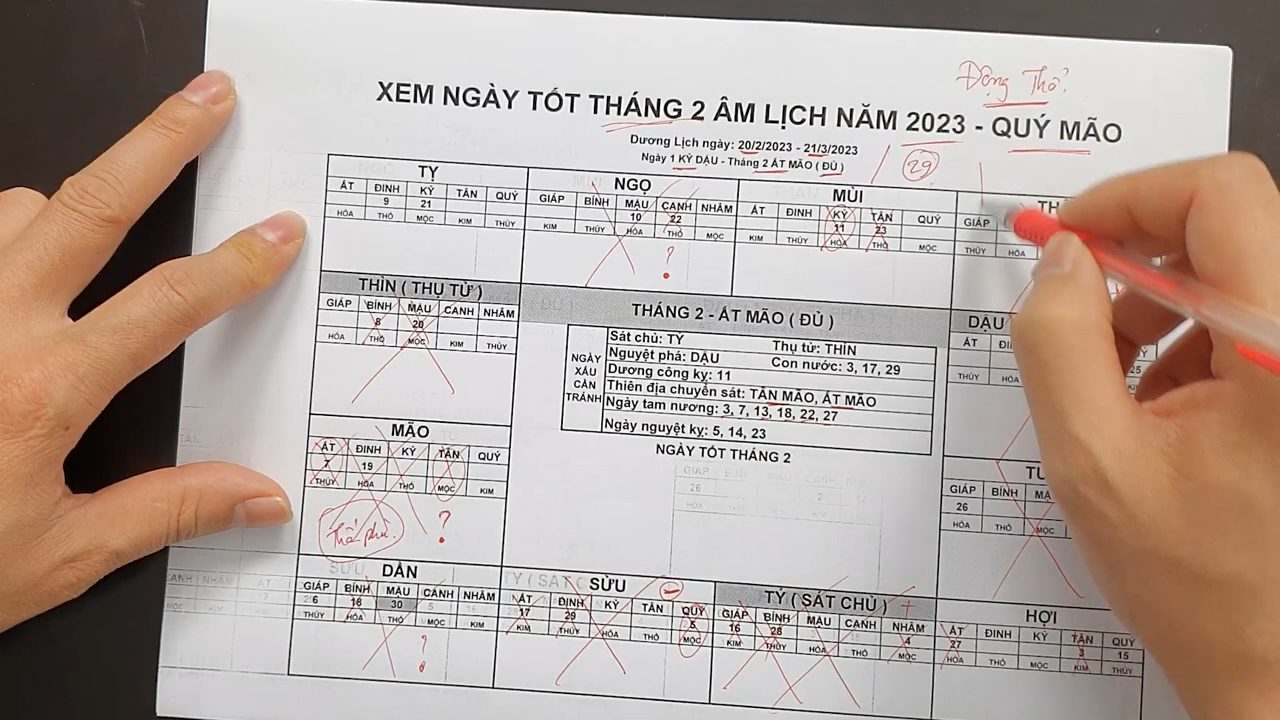 Động Thổ?
XEM NGÀY TỐT THÁNG 2 ÂM LỊCH NĂM 2023 - QUÝ MÃO
Dương Lịch ngày: 20/2/2023 - 21/3/2023
29
Ngày 1 KỶ DẬU - Tháng 2 ẤT MÃO ( ĐỦ )
TỴ
ẤT ĐINH KỶ TÂN QUÝ
9 21
HỎA THỔ MỘC KIM THỦY
NGỌ
GIÁP BÍNH MẬU CANH NHÂM
10 22
KIM THỦY HỎA THỔ MỘC
?
MÙI
ẤT ĐINH KỶ TÂN QUÝ
11 23
KIM THỦY HỎA THỔ MỘC
GIÁP
THỦY HỎA
THÌN ( THỤ TỬ )
GIÁP BÍNH MẬU CANH NHÂM
8 20
HỎA THỔ MỘC KIM THỦY
THÁNG 2 - ẤT MÃO ( ĐỦ )
NGÀY XẤU CẦN TRÁNH
Sát chủ: TÝ Thụ tử: THÌN
Nguyệt phá: DẬU Con nước: 3, 17, 29
Dương công kỵ: 11
Thiên địa chuyển sát: TÂN MÃO, ẤT MÃO
Ngày tam nương: 3, 7, 13, 18, 22, 27
Ngày nguyệt kỵ: 5, 14, 23
NGÀY TỐT THÁNG 2
DẬU
ẤT
25
THỦY THỔ
MÃO
ẤT ĐINH KỶ TÂN QUÝ
7 19
THỦY HỎA THỔ MỘC KIM
Thổ phủ. ?
GIÁP BÍNH
26
HỎA THỔ MỘC
DẦN
GIÁP BÍNH MẬU CANH NHÂM
6 18 30
THỦY HỎA THỔ MỘC KIM
?
SỬU
ẤT ĐINH KỶ TÂN QUÝ
17 29 5
KIM THỦY HỎA THỔ MỘC
TÝ ( SÁT CHỦ ) +
GIÁP BÍNH MẬU CANH NHÂM
16 28 4
KIM THỦY HỎA THỔ MỘC
HỢI
ẤT ĐINH KỶ TÂN QUÝ
27 3 15
HỎA THỔ MỘC KIM THỦY